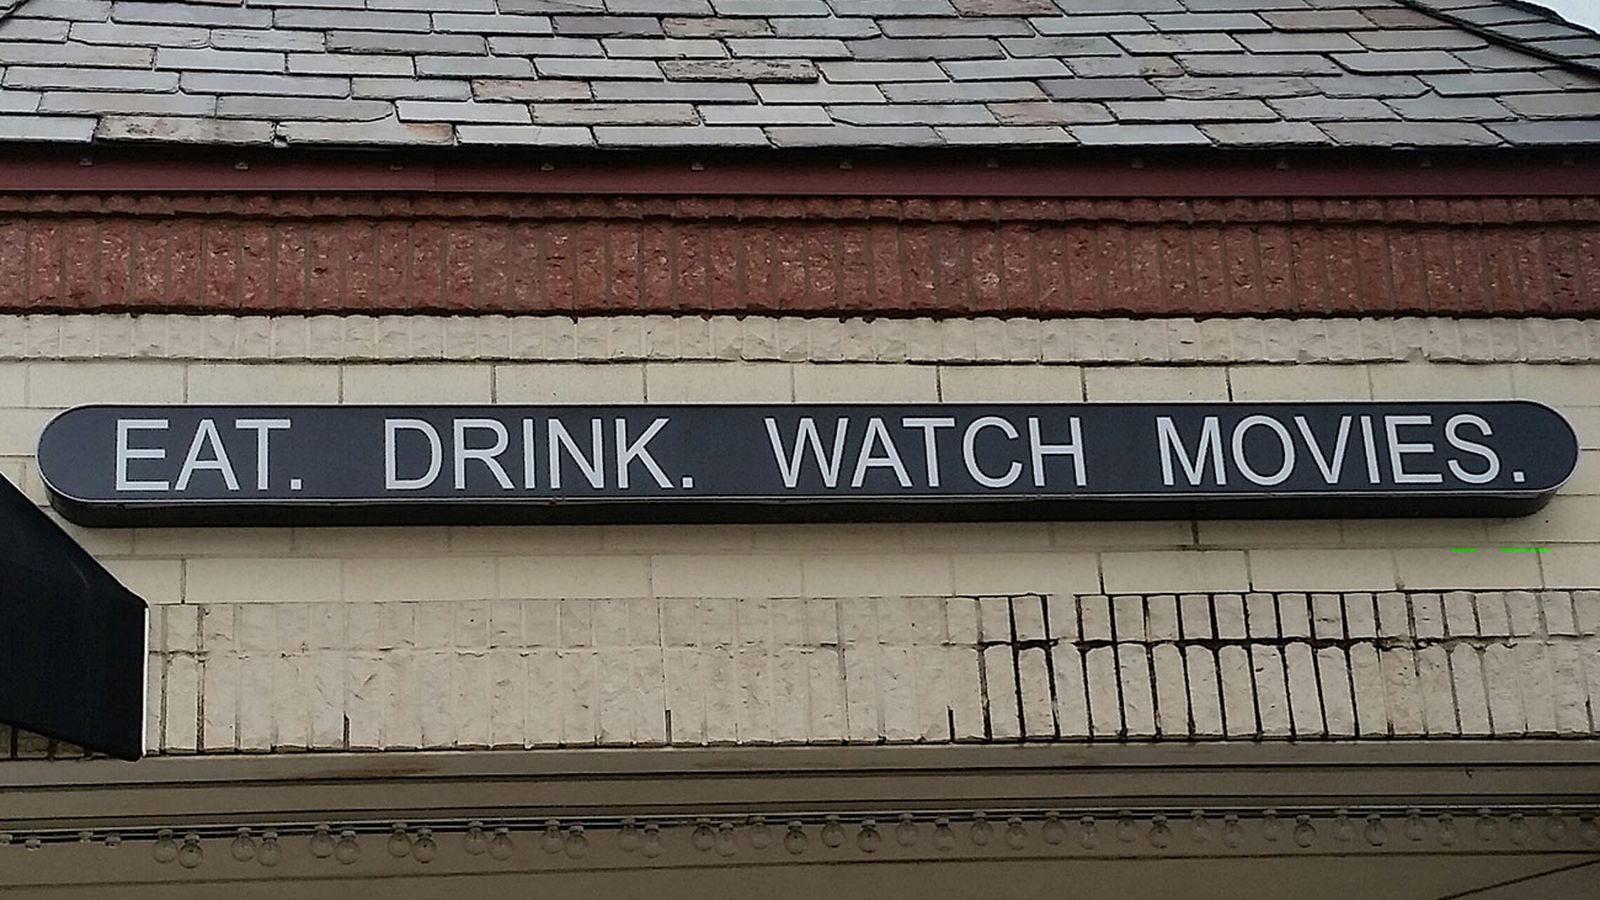 EAT. DRINK. WATCH MOVIES.